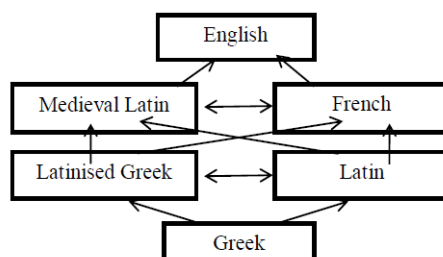 English
Medieval Latin
French
Latinised Greek
Latin
Greek